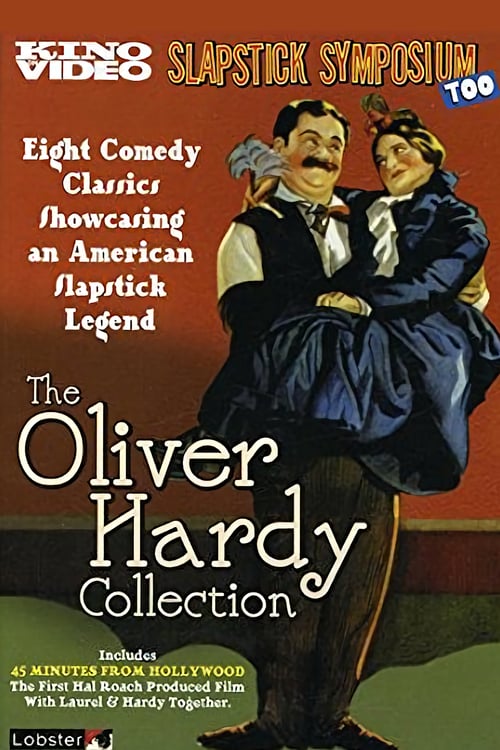 KINO VIDEO
SLAPSTICK SYMPOSIUM
TOO
Eight Comedy
Classics
Showcasing
an American
Slapstick
Legend
The
Oliver
Hardy
Collection
Includes
45 MINUTES FROM HOLLYWOOD
The First Hal Roach Produced Film
With Laurel & Hardy Together.
Lobster